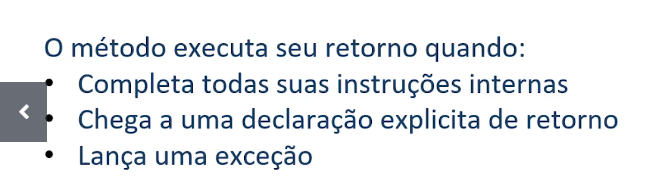 O método executa seu retorno quando:
• Completa todas suas instruções internas
• Chega a uma declaração explicita de retorno
• Lança uma exceção